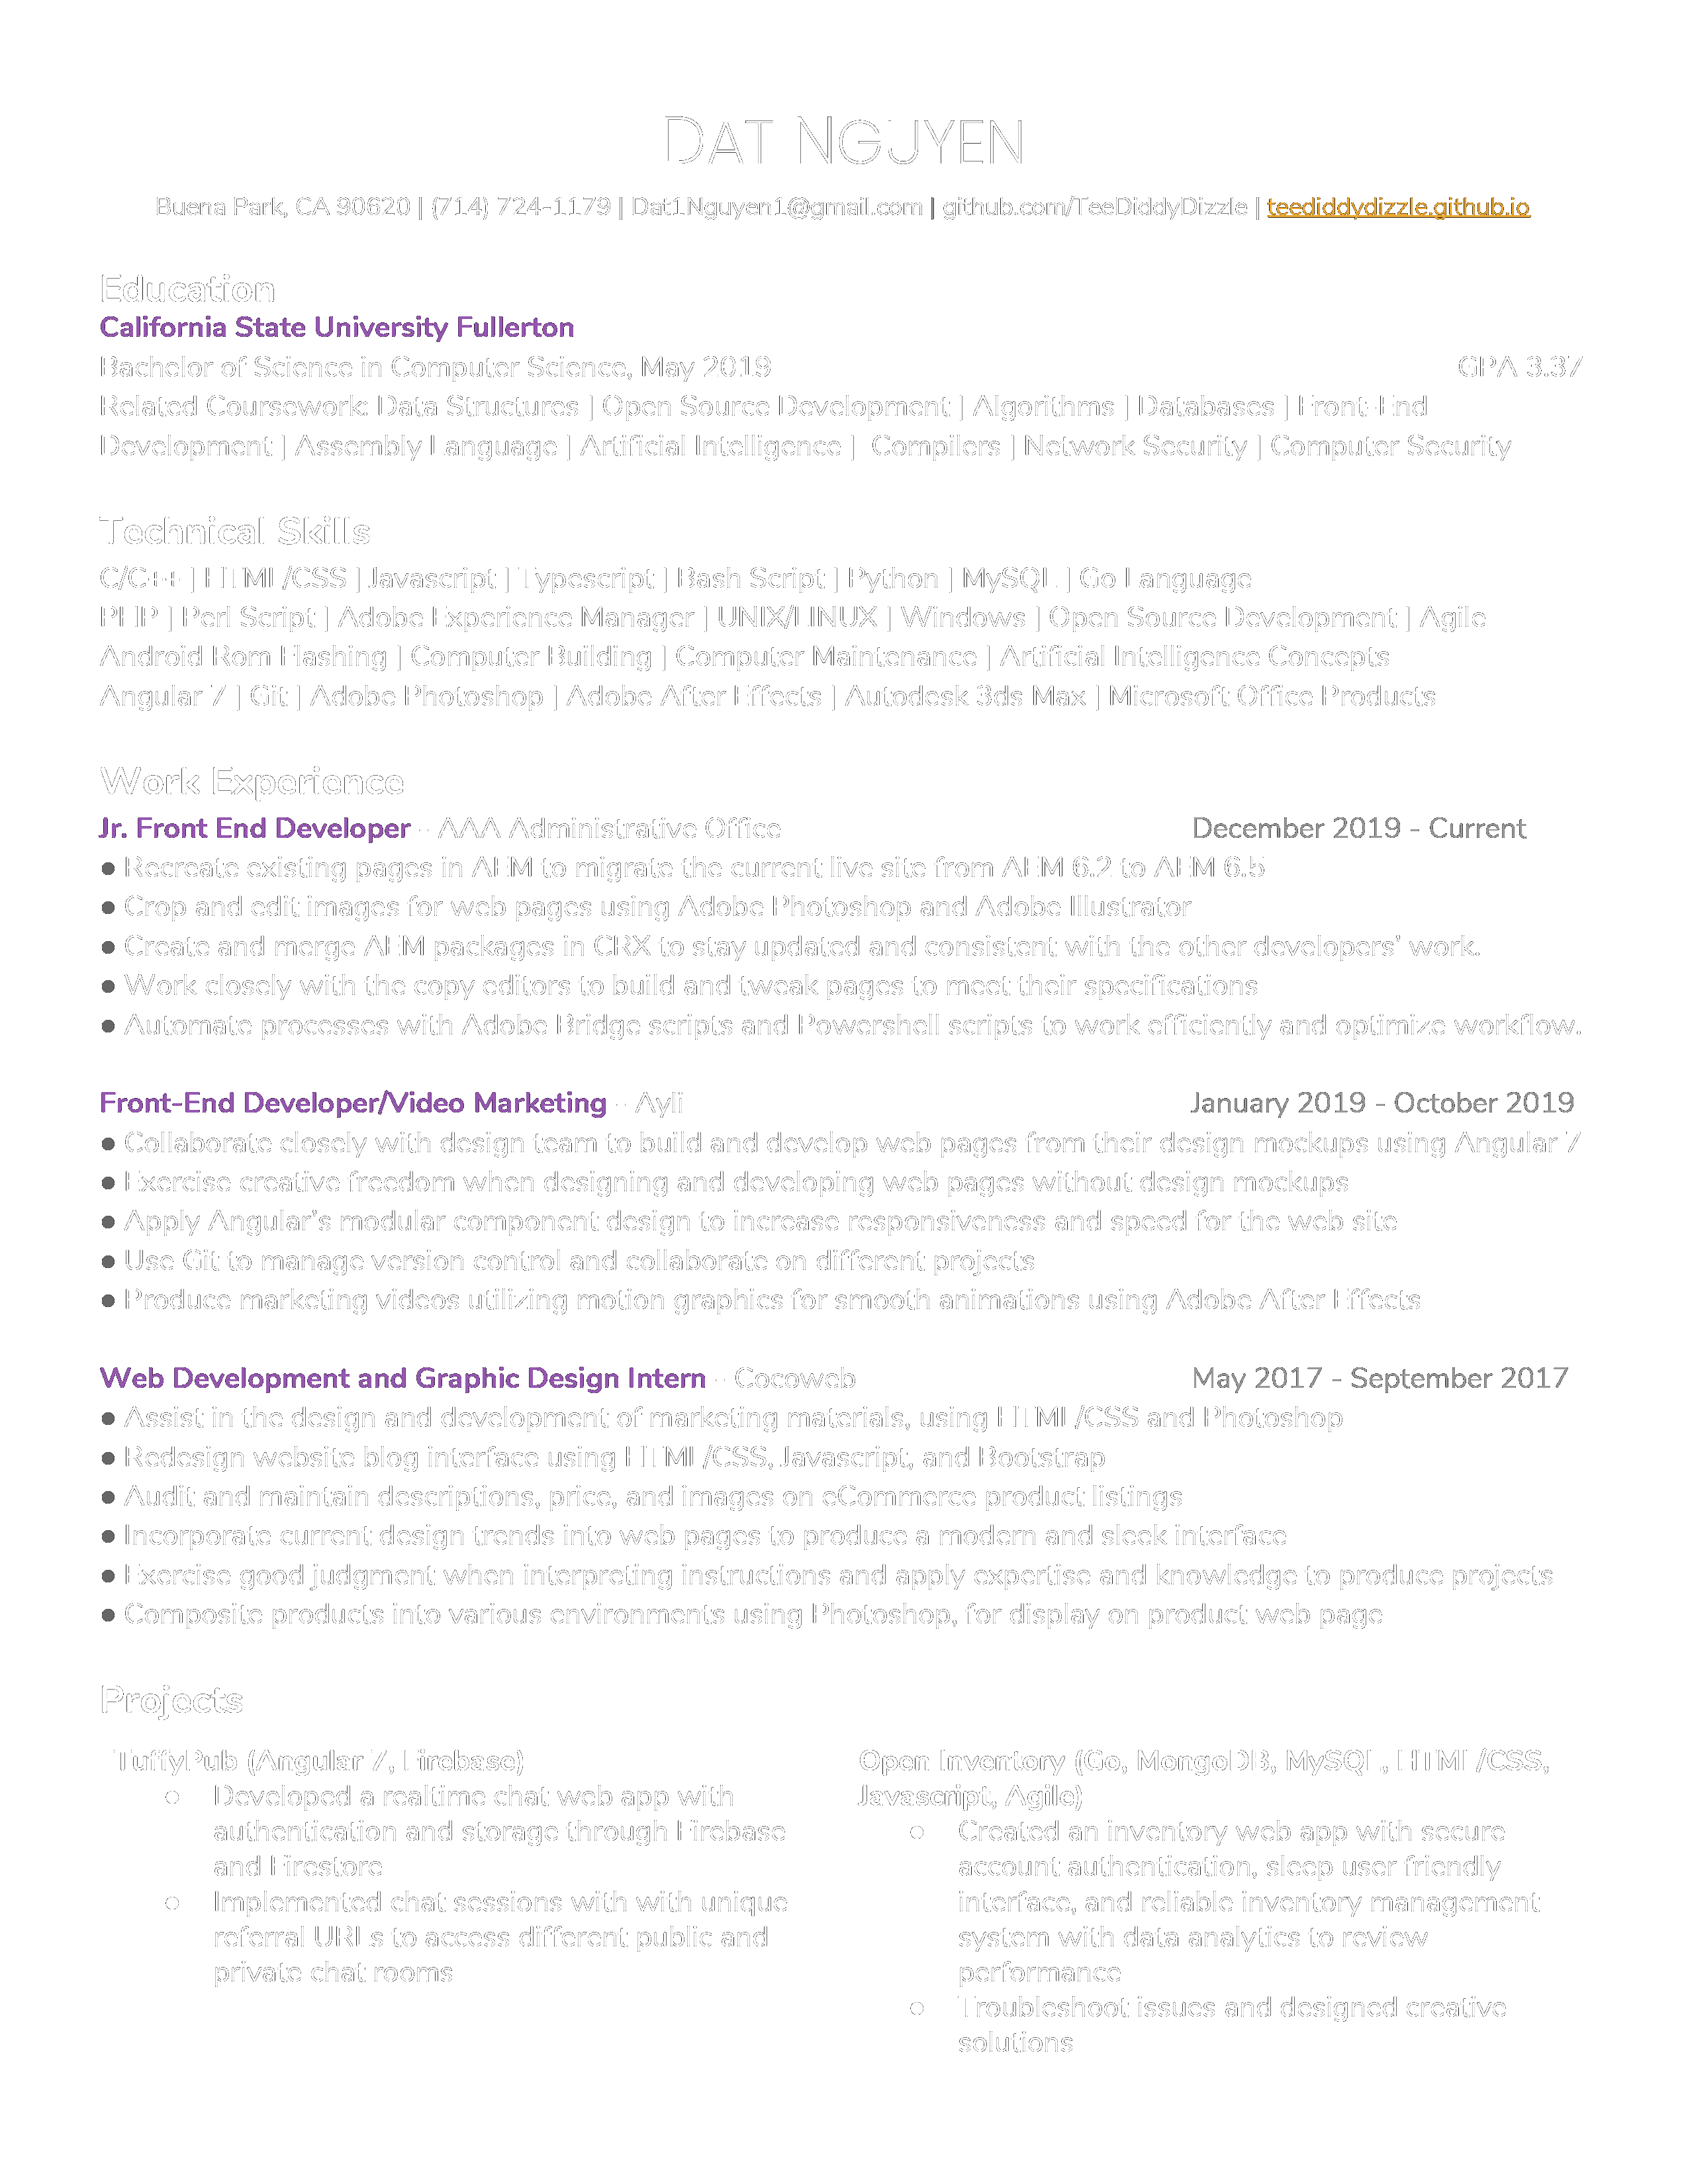 DAT NGUYEN
Buena Park, CA 90620 | (714) 724-1179 | Dat1Nguyen1@gmail.com | github.com/TeeDiddyDizzle | teediddydizzle.github.io
Education
California State University Fullerton
Bachelor of Science in Computer Science, May 2019 GPA 3.37
Related Coursework: Data Structures | Open Source Development | Algorithms | Databases | Front-End
Development | Assembly Language | Artificial Intelligence | Compilers | Network Security | Computer Security
Technical Skills
C/C++ | HTML/CSS | Javascript | Typescript | Bash Script | Python | MySQL | Go Language
PHP | Perl Script | Adobe Experience Manager | UNIX/LINUX | Windows | Open Source Development | Agile
Android Rom Flashing | Computer Building | Computer Maintenance | Artificial Intelligence Concepts
Angular 7 | Git | Adobe Photoshop | Adobe After Effects | Autodesk 3ds Max | Microsoft Office Products
Work Experience
Jr. Front End Developer - AAA Administrative Office December 2019 - Current
● Recreate existing pages in AEM to migrate the current live site from AEM 6.2 to AEM 6.5
● Crop and edit images for web pages using Adobe Photoshop and Adobe Illustrator
● Create and merge AEM packages in CRX to stay updated and consistent with the other developers' work.
● Work closely with the copy editors to build and tweak pages to meet their specifications
● Automate processes with Adobe Bridge scripts and Powershell scripts to work efficiently and optimize workflow.
Front-End Developer/Video Marketing - Ayli January 2019 - October 2019
● Collaborate closely with design team to build and develop web pages from their design mockups using Angular 7
● Exercise creative freedom when designing and developing web pages without design mockups
● Apply Angular's modular component design to increase responsiveness and speed for the web site
● Use Git to manage version control and collaborate on different projects
● Produce marketing videos utilizing motion graphics for smooth animations using Adobe After Effects
Web Development and Graphic Design Intern - Cocoweb May 2017 - September 2017
● Assist in the design and development of marketing materials, using HTML/CSS and Photoshop
● Redesign website blog interface using HTML/CSS, Javascript, and Bootstrap
● Audit and maintain descriptions, price, and images on eCommerce product listings
● Incorporate current design trends into web pages to produce a modern and sleek interface
● Exercise good judgment when interpreting instructions and apply expertise and knowledge to produce projects
● Composite products into various environments using Photoshop, for display on product web page
Projects
TuffyPub (Angular 7, Firebase)
○ Developed a realtime chat web app with
authentication and storage through Firebase
and Firestore
○ Implemented chat sessions with with unique
referral URLs to access different public and
private chat rooms
Open Inventory (Go, MongoDB, MySQL, HTML/CSS,
Javascript, Agile)
○ Created an inventory web app with secure
account authentication, sleep user friendly
interface, and reliable inventory management
system with data analytics to review
performance
○ Troubleshoot issues and designed creative
solutions